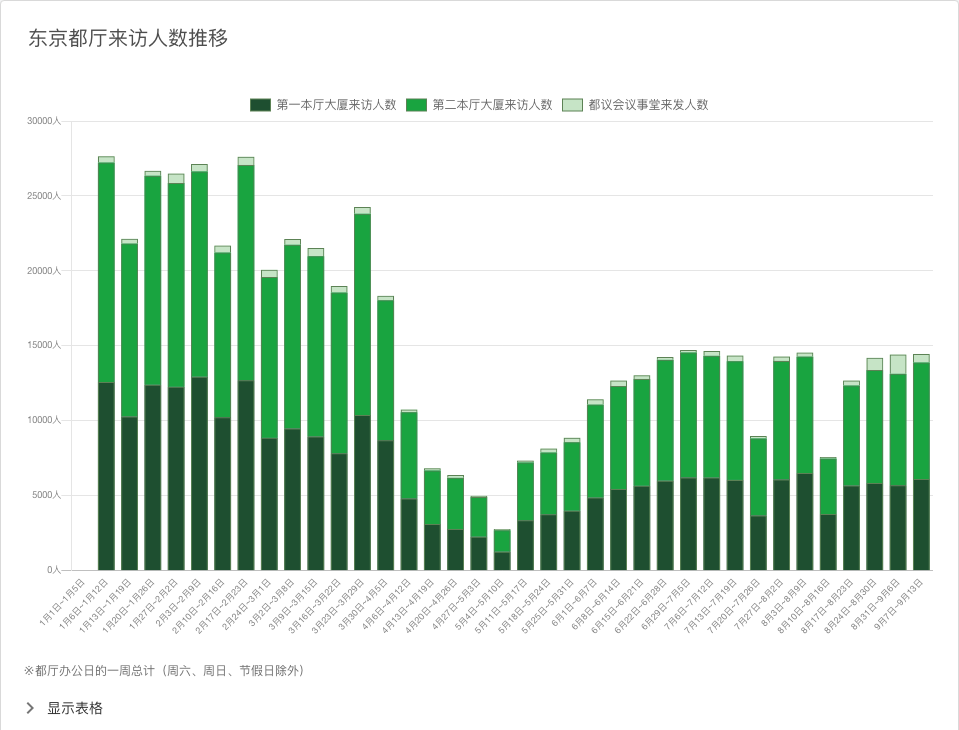 东京都厅来访人数推移
第一本厅大厦来访人数 第二本厅大厦来访人数 都议会议事堂来发人数
30000人
25000人
20000人
15000人
10000人
5000人
0人
1月1日~1月5日
1月6日~1月12日
1月13日~1月19日
1月20日~1月26日
1月27日~2月2日
2月3日~2月9日
2月10日~2月16日
2月17日~2月23日
2月24日~3月1日
3月2日~3月8日
3月9日~3月15日
3月16日~3月22日
3月23日~3月29日
3月30日~4月5日
4月6日~4月12日
4月13日~4月19日
4月20日~4月26日
4月27日~5月3日
5月4日~5月10日
5月11日~5月17日
5月18日~5月24日
5月25日~5月31日
6月1日~6月7日
6月8日~6月14日
6月15日~6月21日
6月22日~6月28日
6月29日~7月5日
7月6日~7月12日
7月13日~7月19日
7月20日~7月26日
7月27日~8月2日
8月3日~8月9日
8月10日~8月16日
8月17日~8月23日
8月24日~8月30日
8月31日~9月6日
9月7日~9月13日
※都厅办公日的一周总计（周六、周日、节假日除外）
显示表格